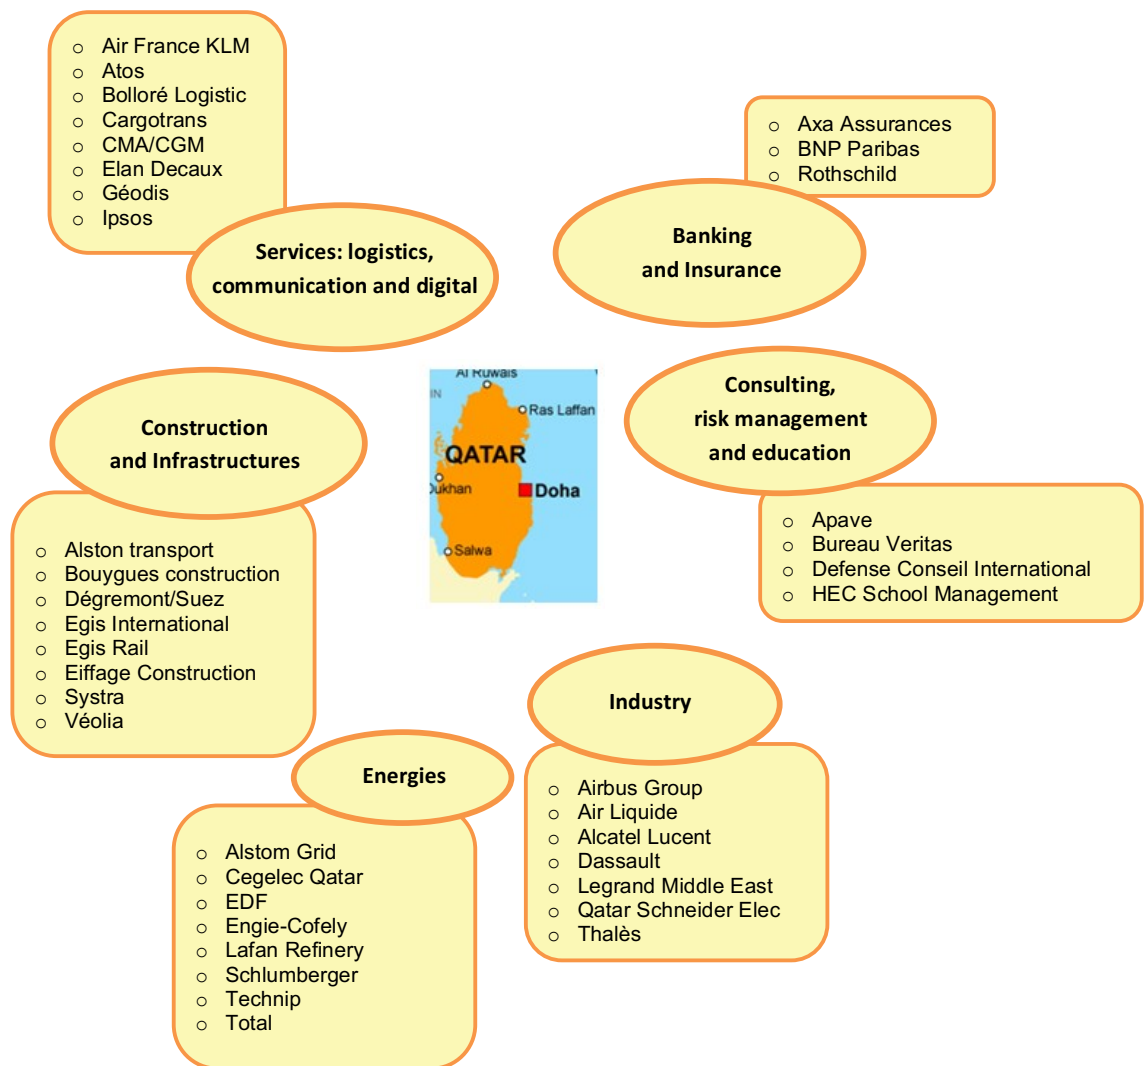 o Air France KLM
o Atos
o Bolloré Logistic
o Cargotrans
o CMA/CGM
o Elan Decaux
o Géodis
o Ipsos
Services: logistics,
communication and digital
o Axa Assurances
o BNP Paribas
o Rothschild
Banking
and Insurance
Construction
and Infrastructures
o Alston transport
o Bouygues construction
o Dégremont/Suez
o Egis International
o Egis Rail
o Eiffage Construction
o Systra
o Véolia
Al Ruwais
IN
Ras Laffan
QATAR
Dukhan
Doha
Salwa
Consulting,
risk management
and education
o Apave
o Bureau Veritas
o Defense Conseil International
o HEC School Management
Energies
o Alstom Grid
o Cegelec Qatar
o EDF
o Engie-Cofely
o Lafan Refinery
o Schlumberger
o Technip
o Total
Industry
o Airbus Group
o Air Liquide
o Alcatel Lucent
o Dassault
o Legrand Middle East
o Qatar Schneider Elec
o Thalès